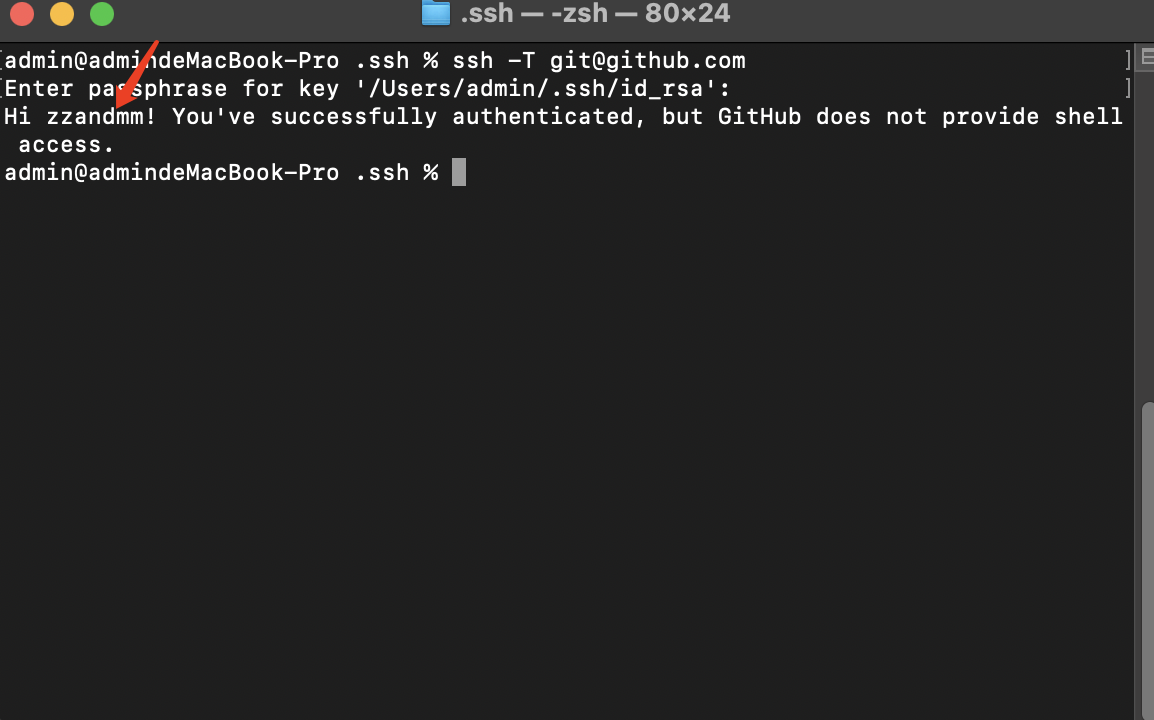 .ssh — -zsh — 80×24
[admin@admindeMacBook-Pro .ssh % ssh -T git@github.com ]
[Enter passphrase for key '/Users/admin/.ssh/id_rsa': ]
Hi zzandmm! You've successfully authenticated, but GitHub does not provide shell
access.
admin@admindeMacBook-Pro .ssh %